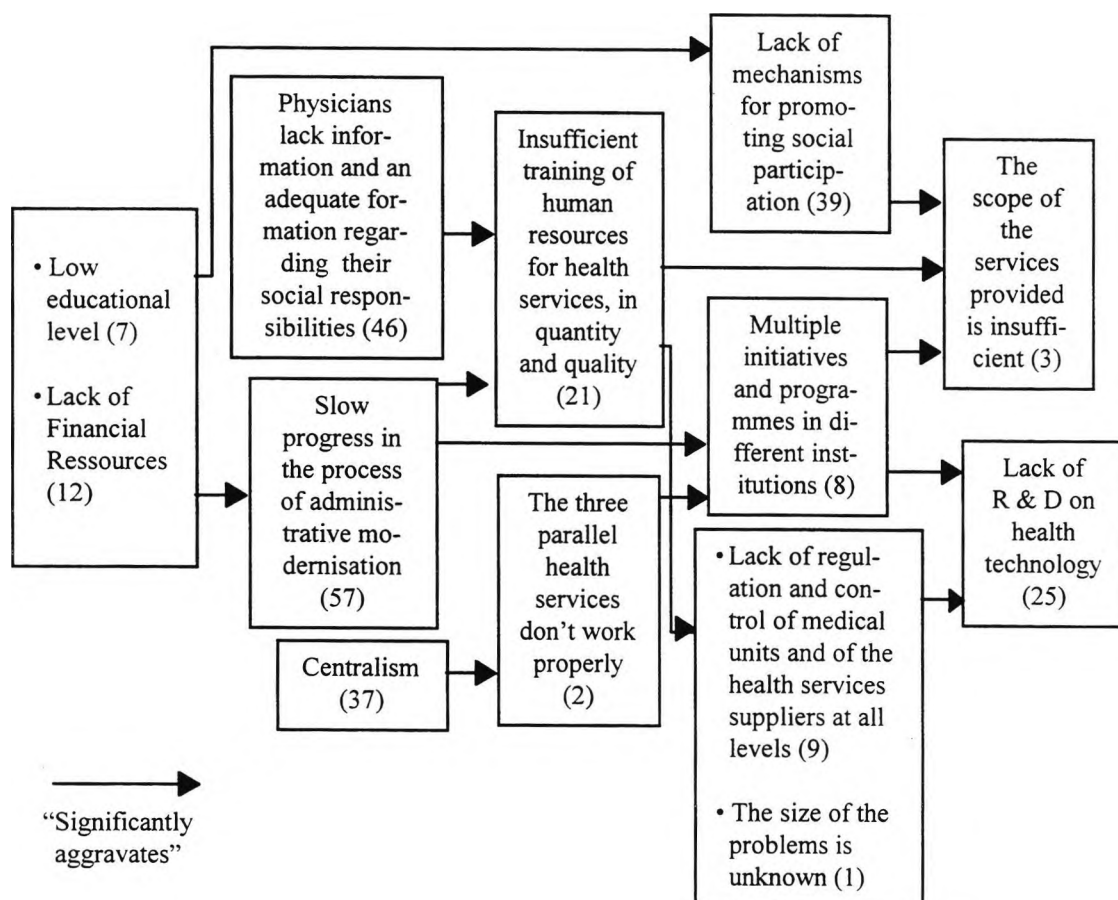 • Low
educational
level (7)
• Lack of
Financial
Ressources
(12)
Physicians
lack infor-
mation and an
adequate for-
mation regar-
ding their
social respon-
sibilities (46)
Slow
progress in
the process
of adminis-
trative mo-
dernisation
(57)
Centralism
(37)
Insufficient
training of
human
resources
for health
services, in
quantity
and quality
(21)
The three
parallel
health
services
don’t work
properly
(2)
Lack of
mechanisms
for promo-
ting social
particip-
ation (39)
Multiple
initiatives
and progra-
mmes in di-
fferent inst-
itutions (8)
• Lack of regul-
ation and con-
trol of medical
units and of the
health services
suppliers at all
levels (9)
• The size of the
problems is
unknown (1)
The
scope of
the
services
provided
is insuffi-
cient (3)
Lack of
R & D on
health
technology
(25)
“Significantly
aggravates”